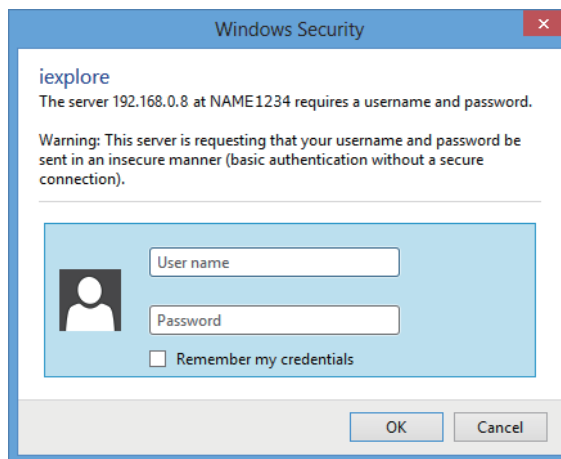 Windows Security
iexplore
The server 192.168.0.8 at NAME1234 requires a username and password.
Warning: This server is requesting that your username and password be
sent in an insecure manner (basic authentication without a secure
connection).
User name
Password
Remember my credentials
OK Cancel